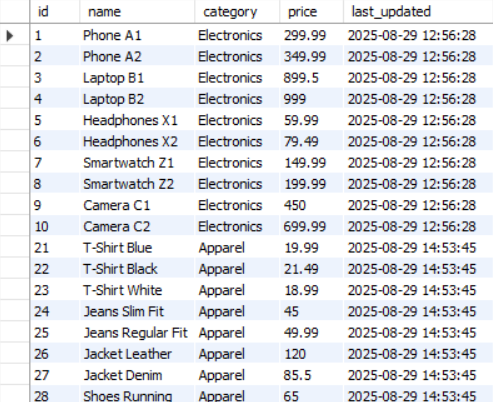 id name category price last_updated
1 Phone A1 Electronics 299.99 2025-08-29 12:56:28
2 Phone A2 Electronics 349.99 2025-08-29 12:56:28
3 Laptop B1 Electronics 899.5 2025-08-29 12:56:28
4 Laptop B2 Electronics 999 2025-08-29 12:56:28
5 Headphones X1 Electronics 59.99 2025-08-29 12:56:28
6 Headphones X2 Electronics 79.49 2025-08-29 12:56:28
7 Smartwatch Z1 Electronics 149.99 2025-08-29 12:56:28
8 Smartwatch Z2 Electronics 199.99 2025-08-29 12:56:28
9 Camera C1 Electronics 450 2025-08-29 12:56:28
10 Camera C2 Electronics 699.99 2025-08-29 12:56:28
21 T-Shirt Blue Apparel 19.99 2025-08-29 14:53:45
22 T-Shirt Black Apparel 21.49 2025-08-29 14:53:45
23 T-Shirt White Apparel 18.99 2025-08-29 14:53:45
24 Jeans Slim Fit Apparel 45 2025-08-29 14:53:45
25 Jeans Regular Fit Apparel 49.99 2025-08-29 14:53:45
26 Jacket Leather Apparel 120 2025-08-29 14:53:45
27 Jacket Denim Apparel 85.5 2025-08-29 14:53:45
28 Shoes Running Apparel 65 2025-08-29 14:53:45